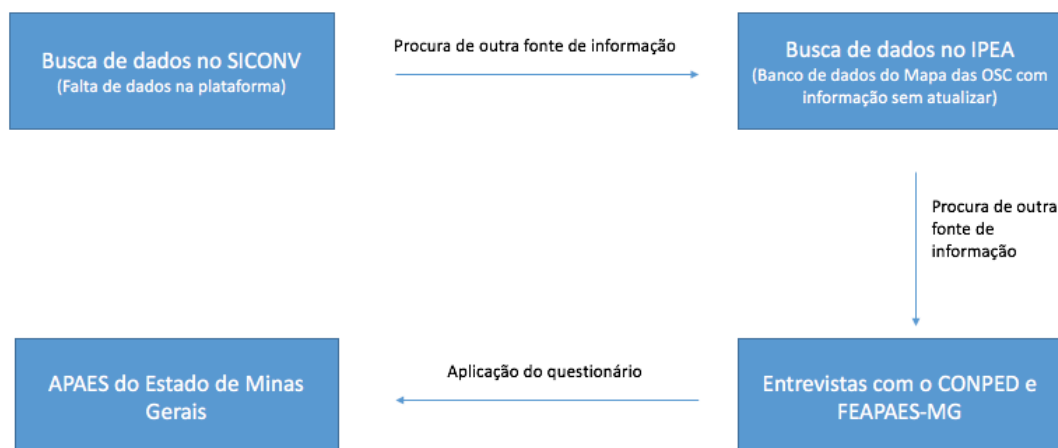 Busca de dados no SICONV
(Falta de dados na plataforma)
Procura de outra fonte de informação
Busca de dados no IPEA
(Banco de dados do Mapa das OSC com
informação sem atualizar)
Procura de outra
fonte de
informação
Entrevistas com o CONPED e
FEAPAES-MG
Aplicação do questionário
APAES do Estado de Minas
Gerais